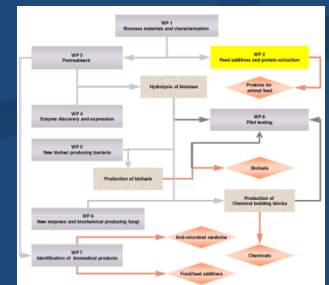 WP 1
Biomass materials and characterization
WP 3
Pretreatment
WP 2
Feed additives and protein extraction
Hydrolysis of biomass
Proteins for
animal feed
WP 4
Enzyme discovery and expression
WP 8
Pilot testing
WP 5
New biofuel producing bacteria
Biofuels
Production of biofuels
Production of
Chemical building blocks
WP 6
New enzymes and biochemical producing fungi
Anti-microbial medicine
WP 7
Identification of biomedical products
Chemicals
Food/feed additives